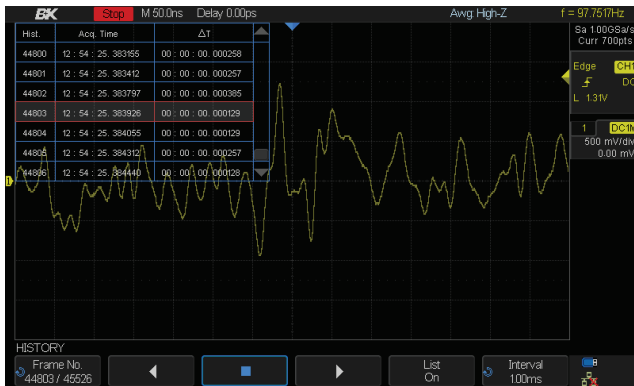 BK Stop M 50.0ns Delay 0.00ps Awg: High-Z f = 97.7517Hz
Hist. Acq. Time ΔT
44800 12 : 54 : 25. 383155 00 : 00 : 00. 000258
44801 12 : 54 : 25. 383412 00 : 00 : 00. 000257
44802 12 : 54 : 25. 383797 00 : 00 : 00. 000385
44803 12 : 54 : 25. 383926 00 : 00 : 00. 000129
44804 12 : 54 : 25. 384055 00 : 00 : 00. 000129
44805 12 : 54 : 25. 384312 00 : 00 : 00. 000257
44806 12 : 54 : 25. 384440 00 : 00 : 00. 000128
Sa 1.00GSa/s
Curr 700pts
Edge CH1
DC
L 1.31V
1 DC1M
500 mV/div
0.00 mV
1
HISTORY
Frame No.
44803 / 45526
List
On
Interval
1.00ms